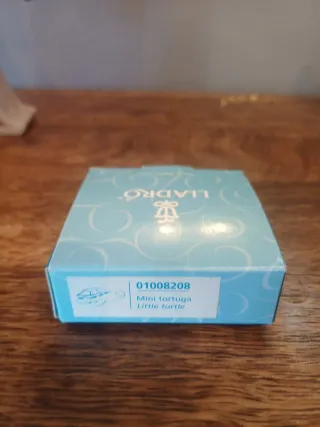 LLADRÓ
01008208
Mini tortuga
Little turtle